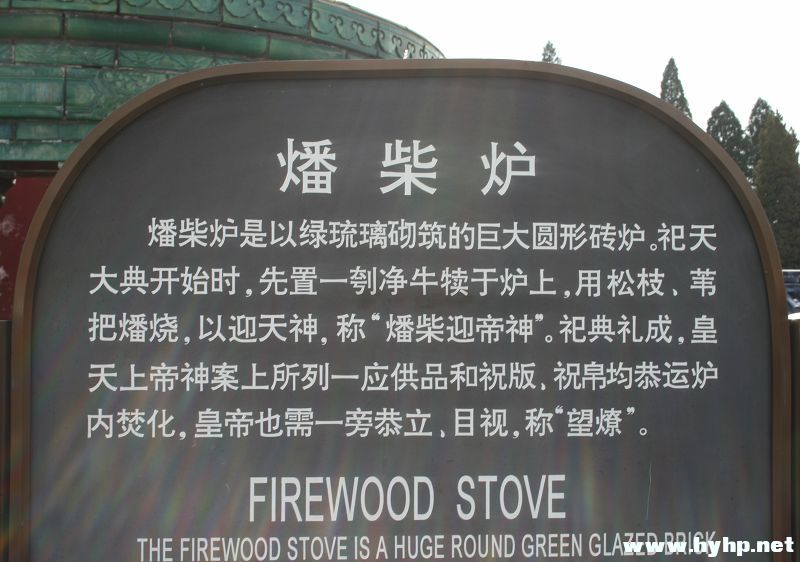 燔柴炉
燔柴炉是以绿琉璃砌筑的巨大圆形砖炉。祀天
大典开始时，先置一刳净牛犊于炉上，用松枝、苇
把燔烧，以迎天神，称“燔柴迎帝神”。祀典礼成，皇
天上帝神案上所列一应供品和祝版、祝帛均恭运炉
内焚化，皇帝也需一旁恭立、目视，称“望燎”。
FIREWOOD STOVE
THE FIREWOOD STOVE IS A HUGE ROUND GREEN GLAZED BRICK
www.hyhp.net